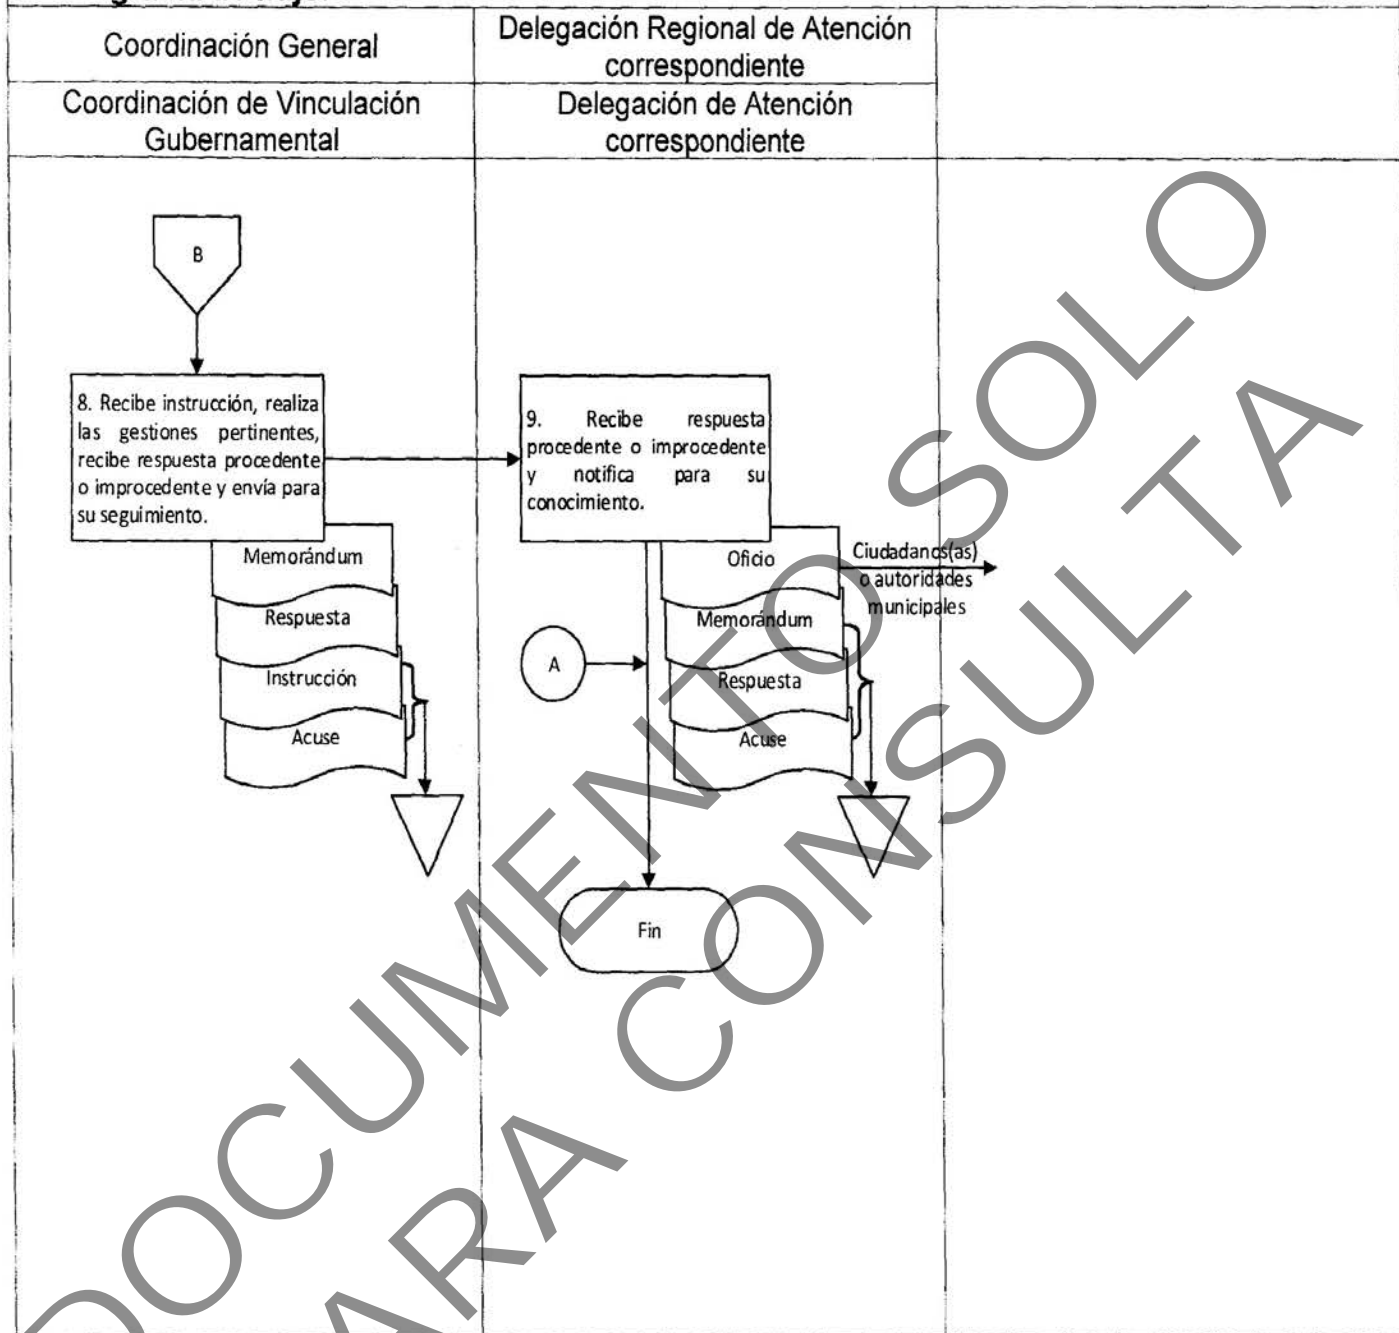 Coordinación General
Delegación Regional de Atención
correspondiente
Coordinación de Vinculación
Gubernamental
Delegación de Atención
correspondiente
B
8. Recibe instrucción, realiza
las gestiones pertinentes,
recibe respuesta procedente
o improcedente y envía para
su seguimiento.
Memorándum
Respuesta
Instrucción
Acuse
9. Recibe respuesta
procedente o improcedente
y notifica para su
conocimiento.
Oficio
Memorándum
Respuesta
Acuse
Ciudadanos(as)
o autoridades
municipales
A
Fin
DOCUMENTO SOLO
PARA CONSULTA